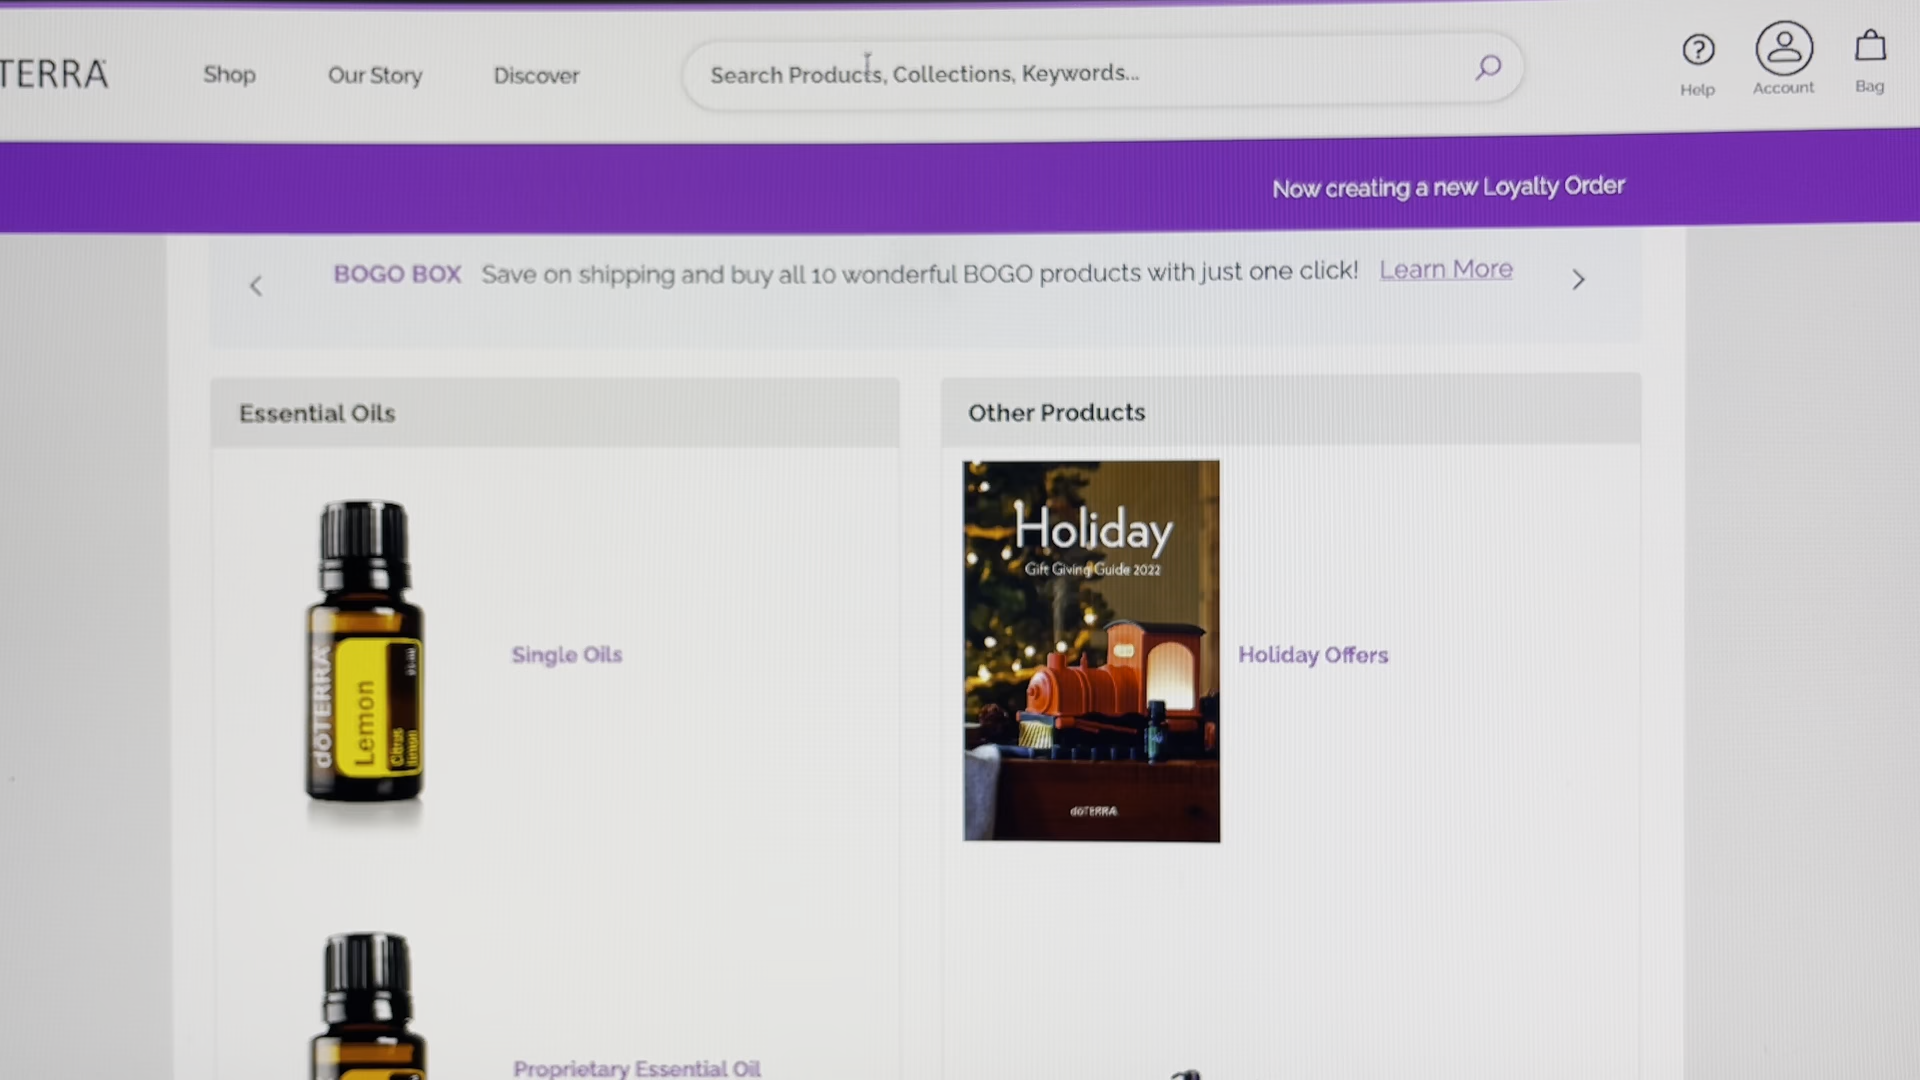 TERRA
Shop
Our Story
Discover
Search Products, Collections, Keywords...
Help
Account
Bag
Now creating a new Loyalty Order
BOGO BOX Save on shipping and buy all 10 wonderful BOGO products with just one click! Learn More
Essential Oils
Other Products
dōTERRA
Lemon
Citrus
limon
Single Oils
Holiday
Gift Giving Guide 2022
dōTERRA
Holiday Offers
Proprietary Essential Oil